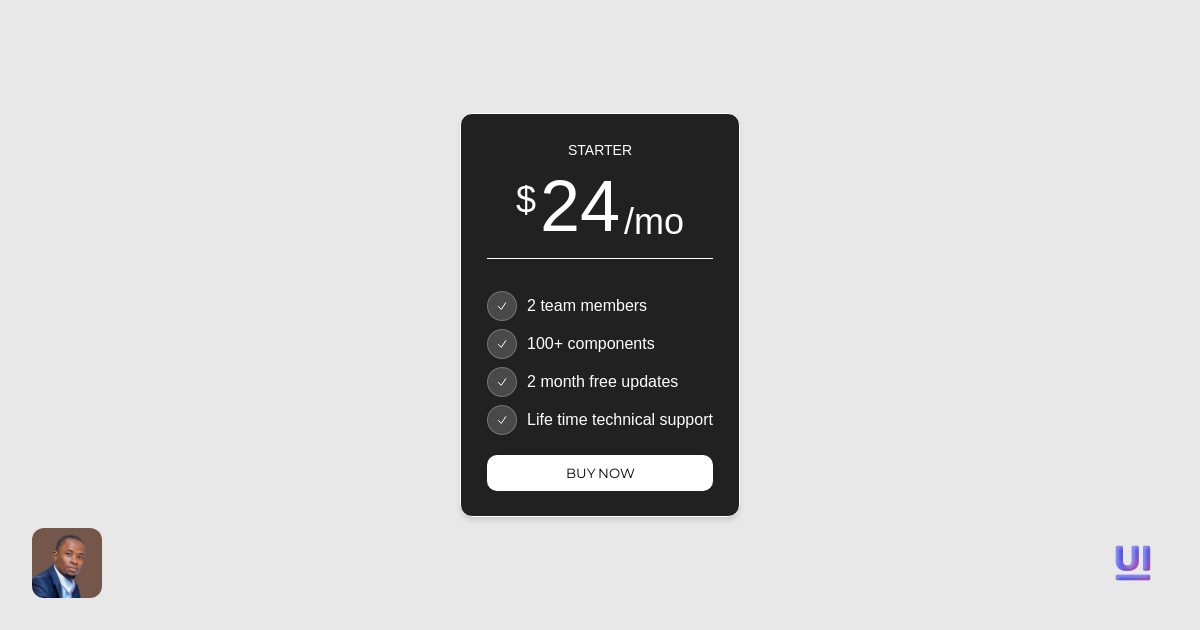 STARTER
$24/mo
2 team members
100+ components
2 month free updates
Life time technical support
BUY NOW
UI